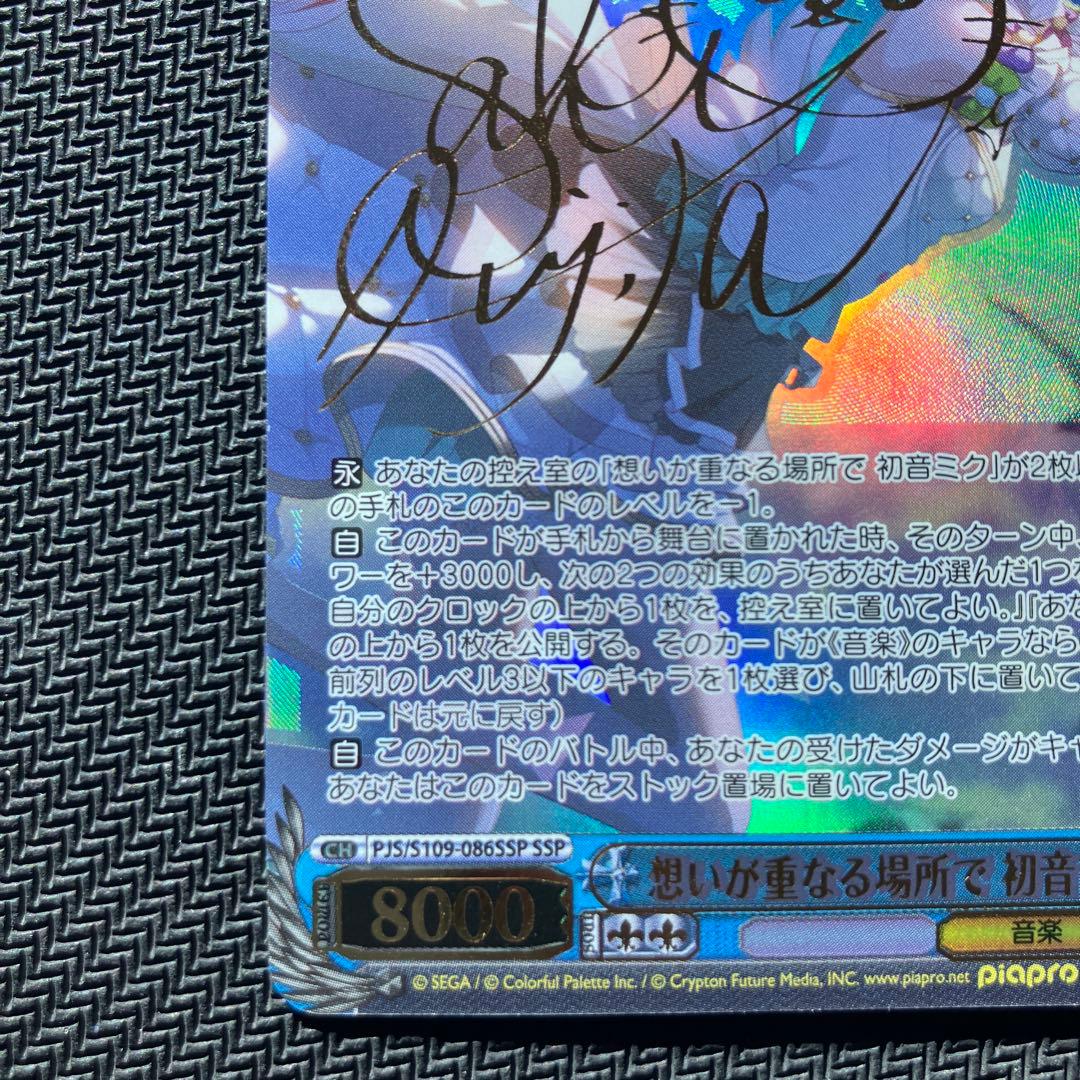 Saki
Fujita
永 あなたの控え室の「想いが重なる場所で 初音ミク」が2枚
の手札のこのカードのレベルを－1。
自 このカードが手札から舞台に置かれた時、そのターン中、
ワーを＋3000し、次の2つの効果のうちあなたが選んだ1つ
自分のクロックの上から1枚を、控え室に置いてよい。』『あな
の上から1枚を公開する。そのカードが《音楽》のキャラなら
前列のレベル3以下のキャラを1枚選び、山札の下に置いて
カードは元に戻す）
自 このカードのバトル中、あなたの受けたダメージがキャ
あなたはこのカードをストック置場に置いてよい。
CH PJS/S109-086SSP SSP
想いが重なる場所で 初音
POWER 8000 SOUL 音楽
© SEGA / © Colorful Palette Inc. / © Crypton Future Media, INC. www.piapro.net piapro